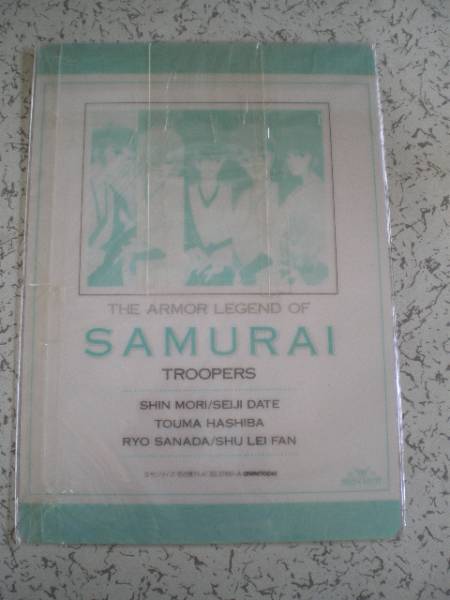 THE ARMOR LEGEND OF
SAMURAI
TROOPERS
SHIN MORI/SEIJI DATE
TOUMA HASHIBA
RYO SANADA/SHU LEI FAN